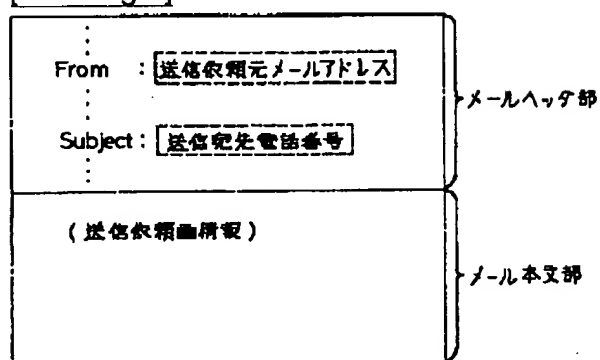 From : 送信依頼元メールアドレス
メールヘッダ部
Subject : 送信宛先電話番号
(送信依頼画情報)
メール本文部